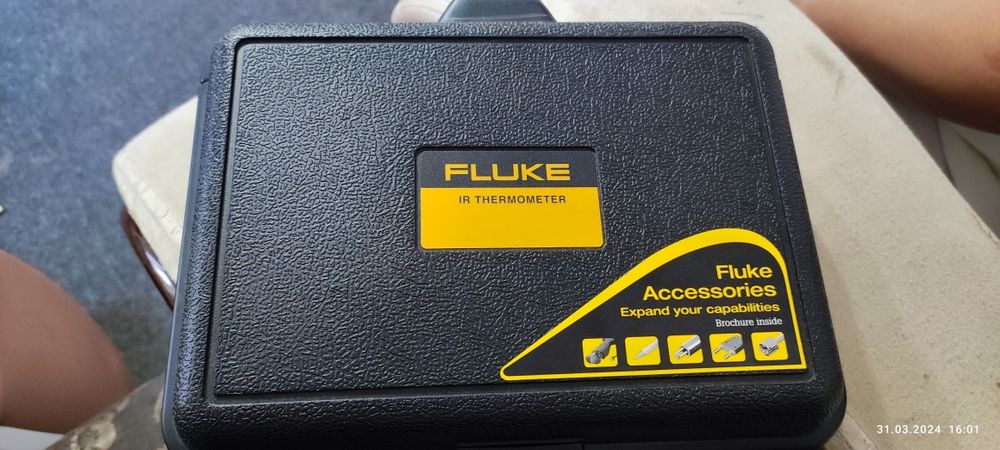 FLUKE
IR THERMOMETER
Fluke
Accessories
Expand your capabilities
Brochure inside
31.03.2024 16:01